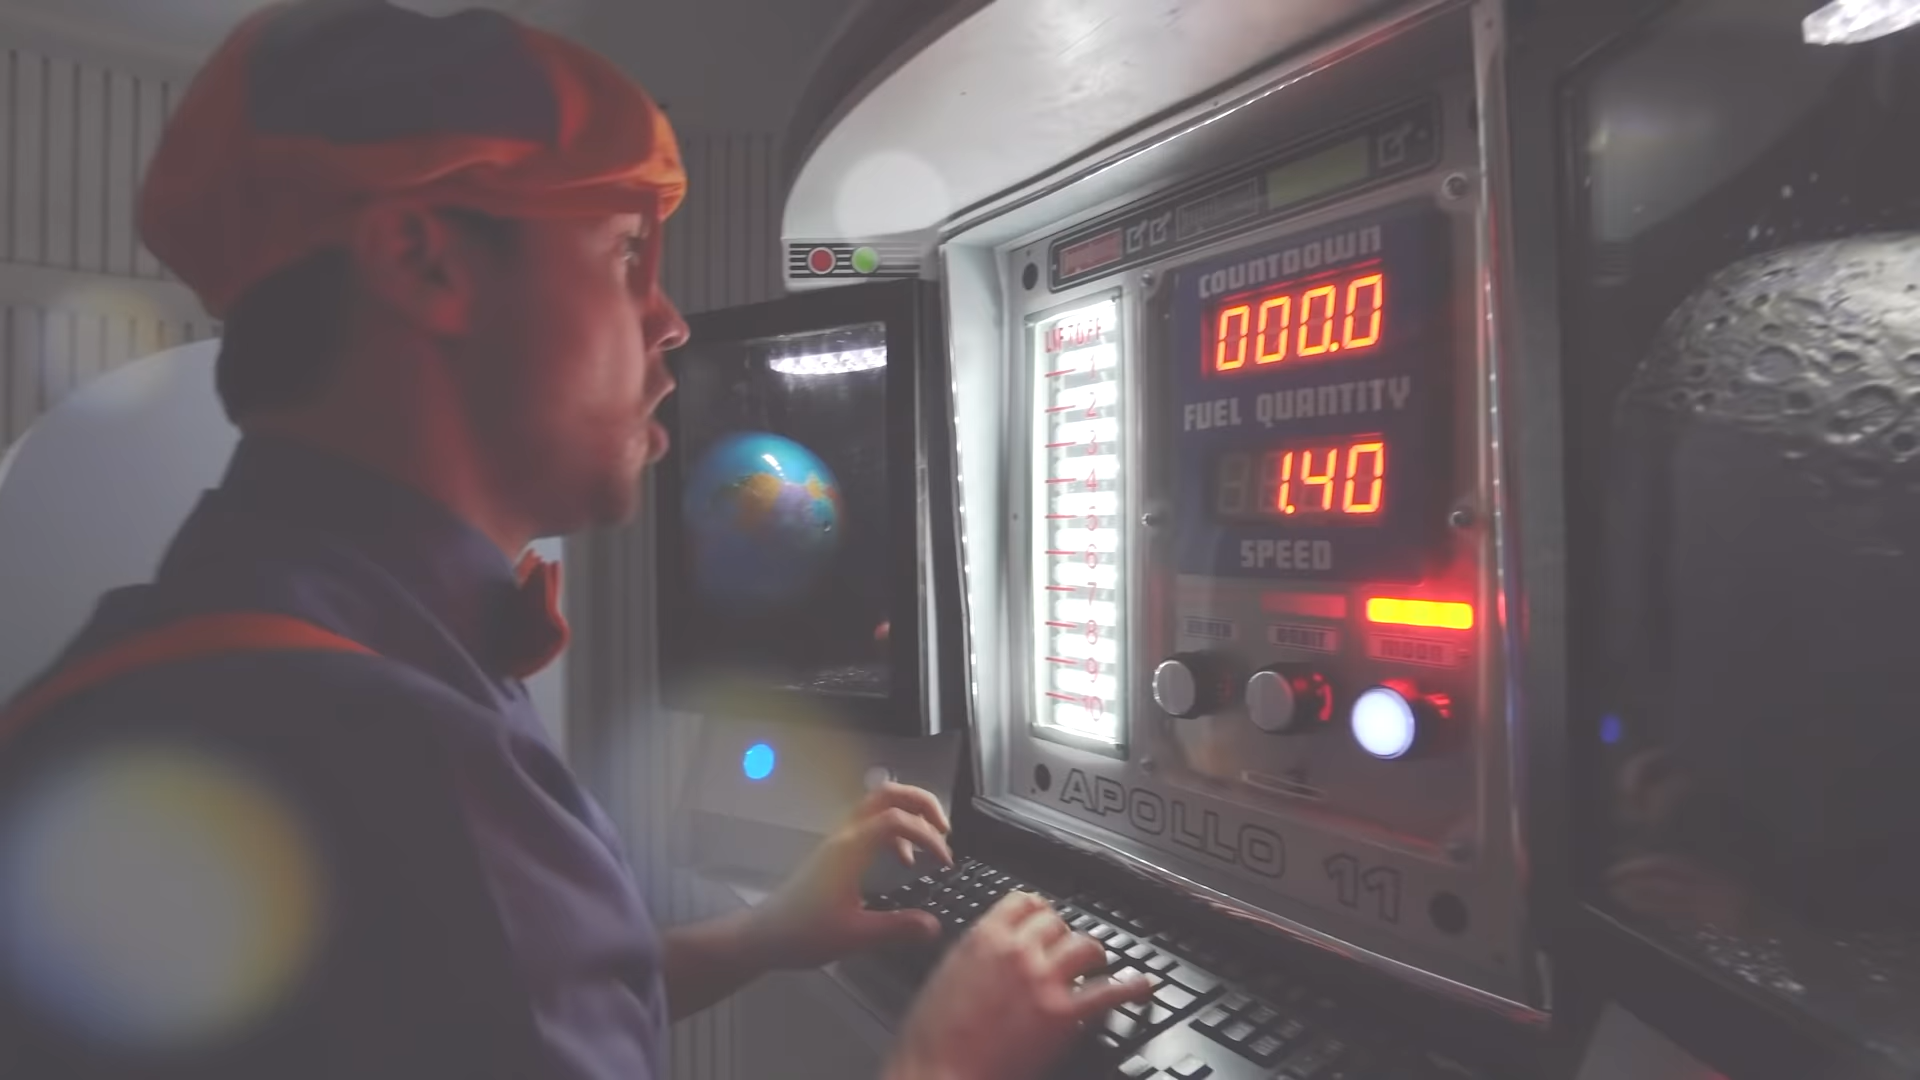 COUNTDOWN
000.0
FUEL QUANTITY
1.40
SPEED
LIFTOFF
1
2
3
4
5
6
7
8
9
10
ORBIT
MOON
APOLLO 11